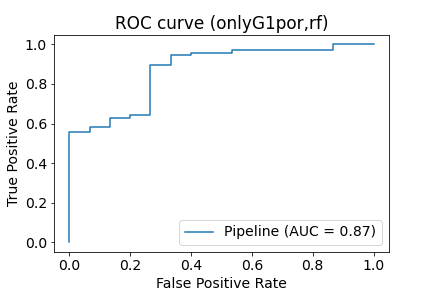 ROC curve (onlyG1por,rf)
True Positive Rate
1.0
0.8
0.6
0.4
0.2
0.0
Pipeline (AUC = 0.87)
0.0 0.2 0.4 0.6 0.8 1.0
False Positive Rate